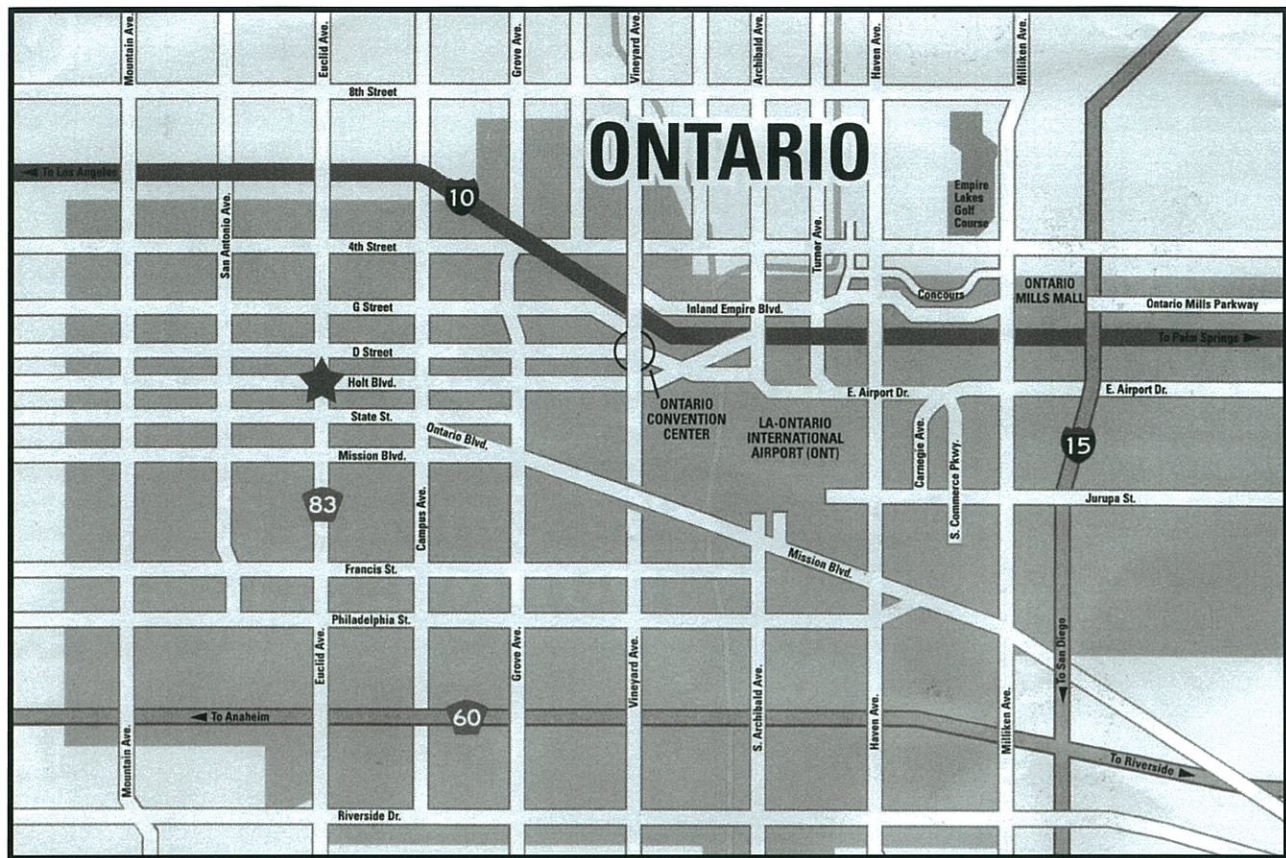 Mountain Ave.
Euclid Ave.
Grove Ave.
Vineyard Ave.
Archibald Ave.
Haven Ave.
Milliken Ave.
8th Street
ONTARIO
To Los Angeles
10
Empire
Lakes
Golf
Course
San Antonio Ave.
Turner Ave.
4th Street
Concours
ONTARIO
MILLS MALL
G Street
Inland Empire Blvd.
Ontario Mills Parkway
To Palm Springs
D Street
Holt Blvd.
E. Airport Dr.
E. Airport Dr.
ONTARIO
CONVENTION
CENTER
State St.
Ontario Blvd.
LA-ONTARIO
INTERNATIONAL
AIRPORT (ONT)
Carnogie Ave.
S. Commerce Pkwy.
15
Mission Blvd.
83
Campus Ave.
Jurupa St.
Mission Blvd.
Francis St.
Philadelphia St.
Euclid Ave.
Grove Ave.
Vineyard Ave.
S. Archibald Ave.
Haven Ave.
Milliken Ave.
To San Diego
To Anaheim
60
To Riverside
Mountain Ave.
Riverside Dr.